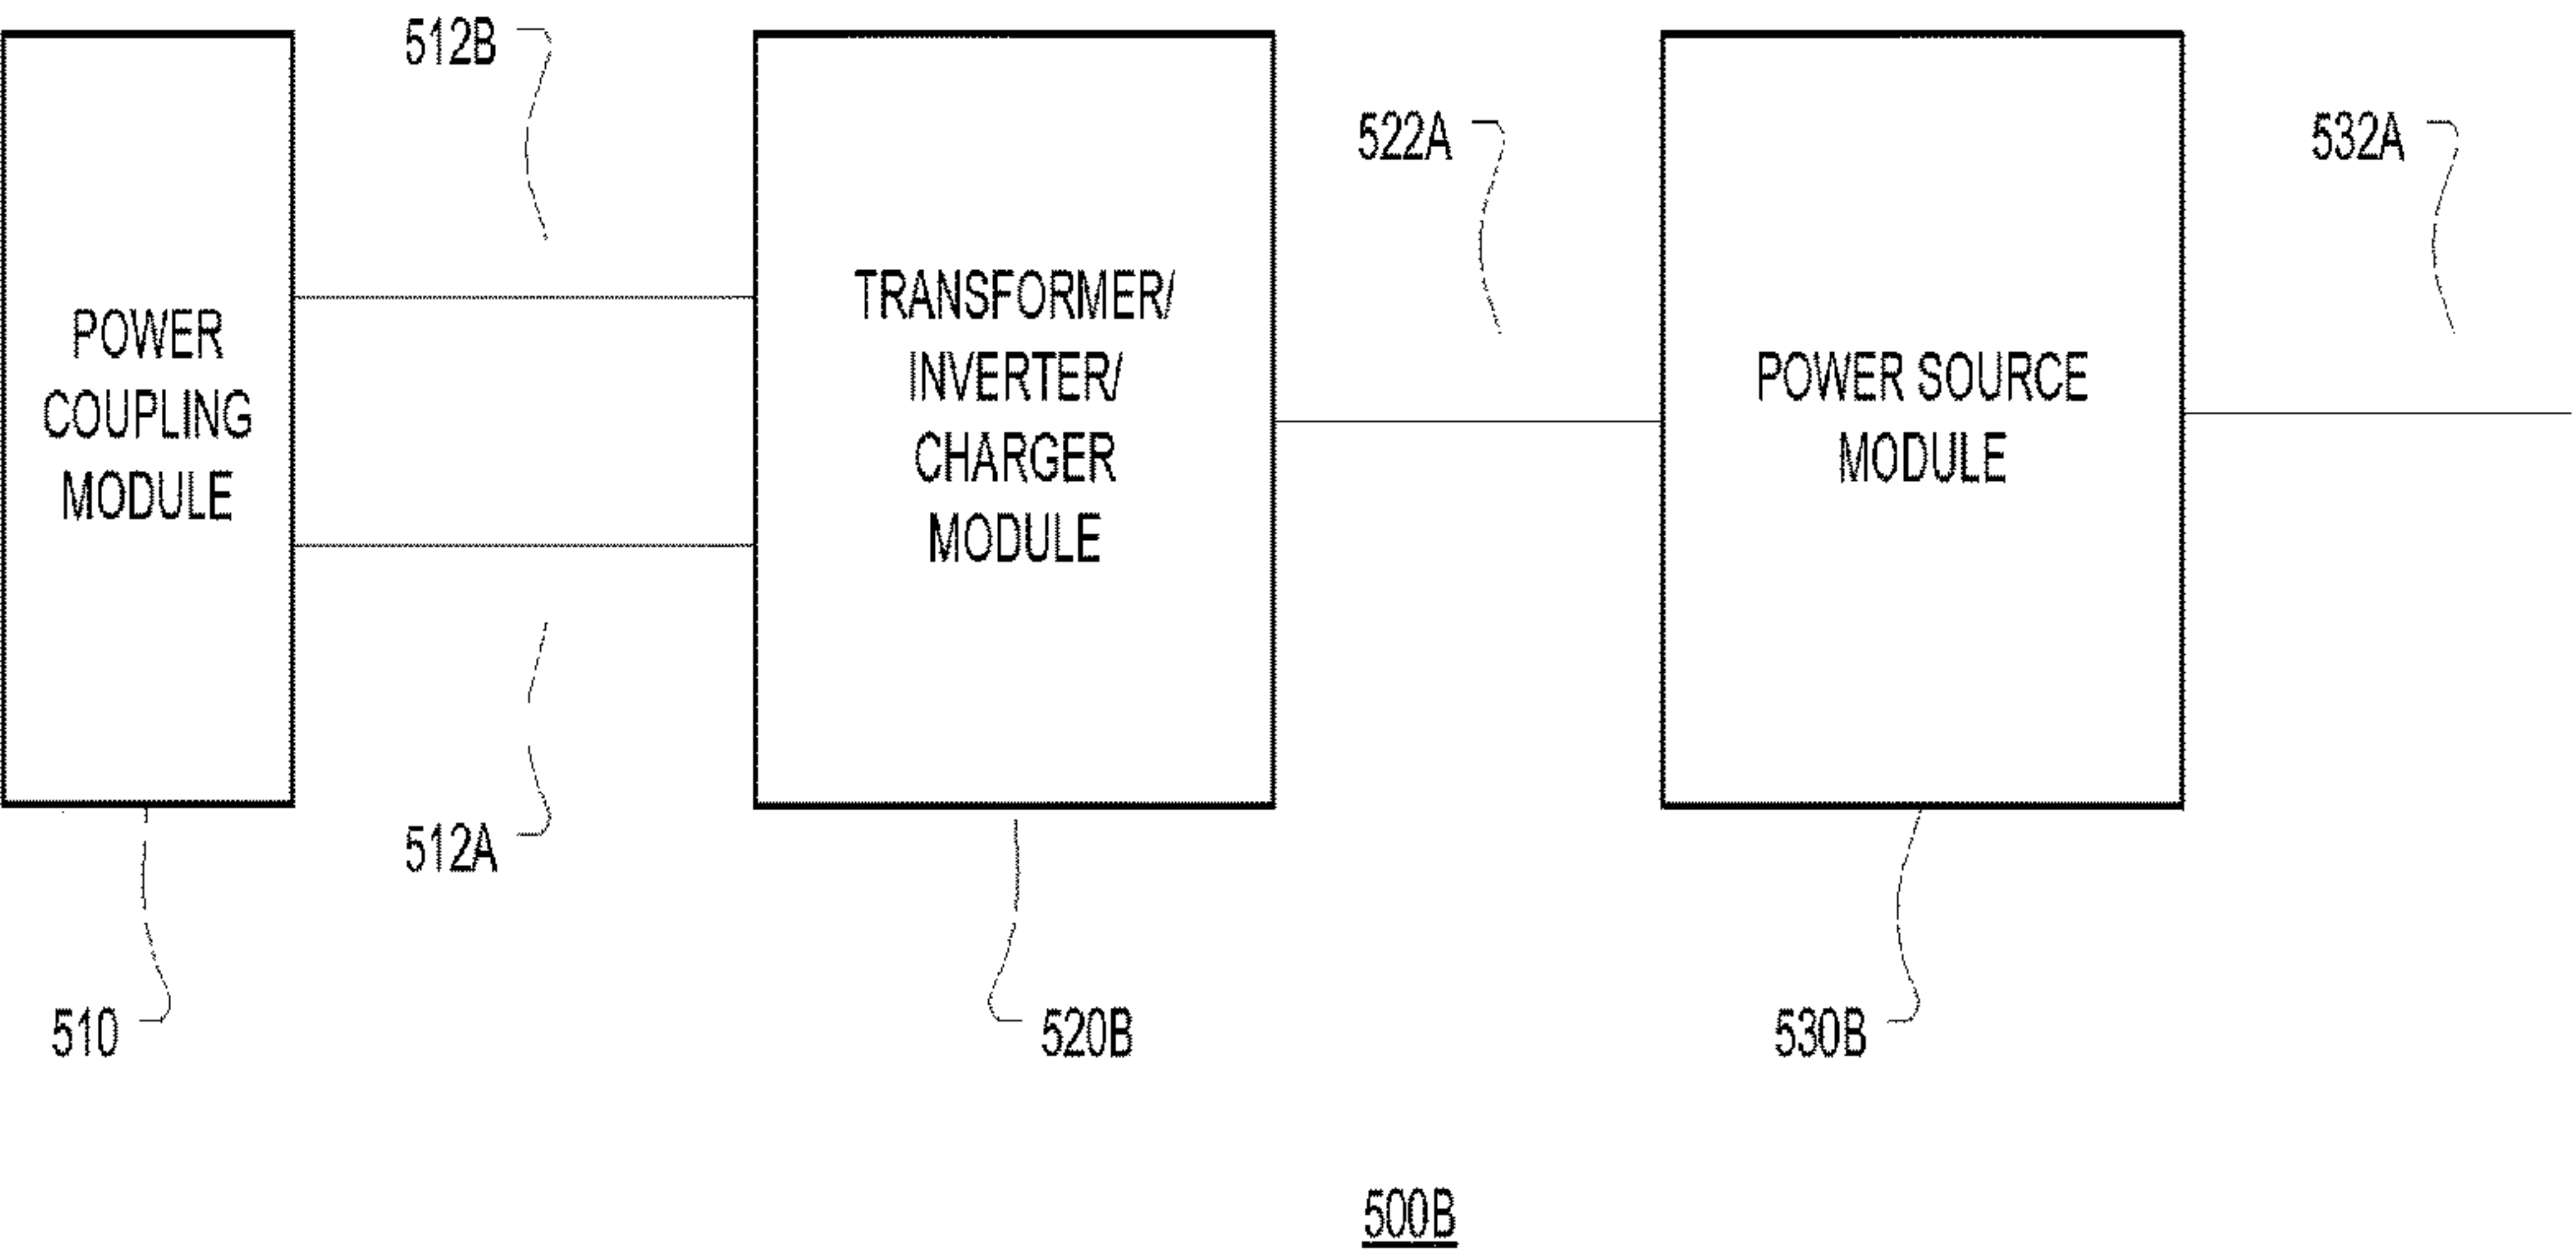 512B
522A
532A
POWER
COUPLING
MODULE
TRANSFORMER/
INVERTER/
CHARGER
MODULE
POWER SOURCE
MODULE
512A
510
520B
530B
500B